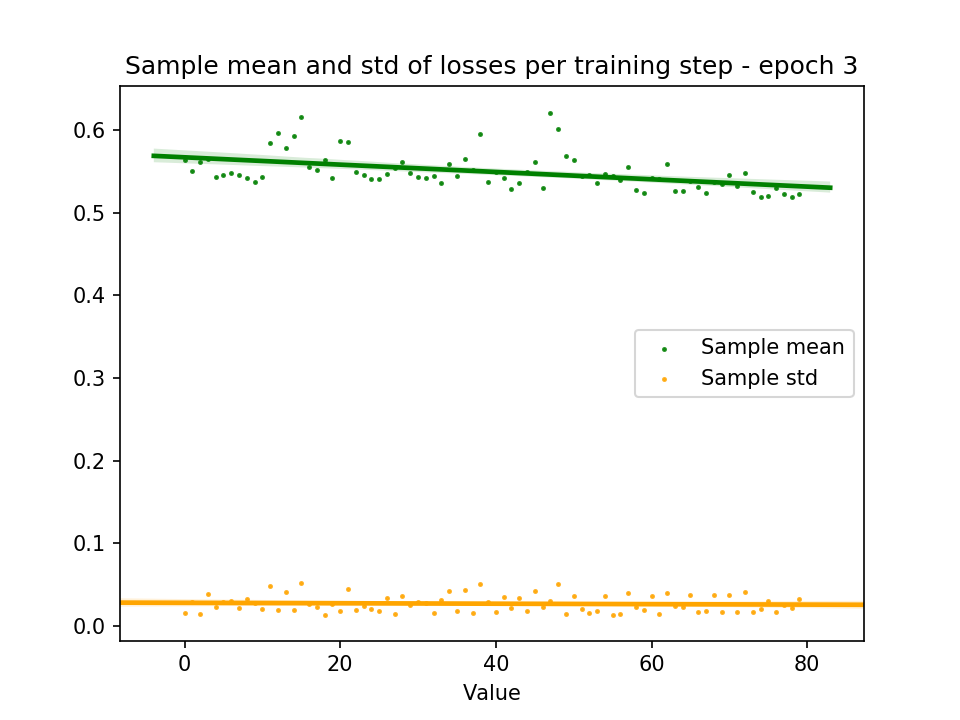 Sample mean and std of losses per training step - epoch 3
0.6
0.5
0.4
0.3
0.2
0.1
0.0
Sample mean
Sample std
0 20 40 60 80
Value